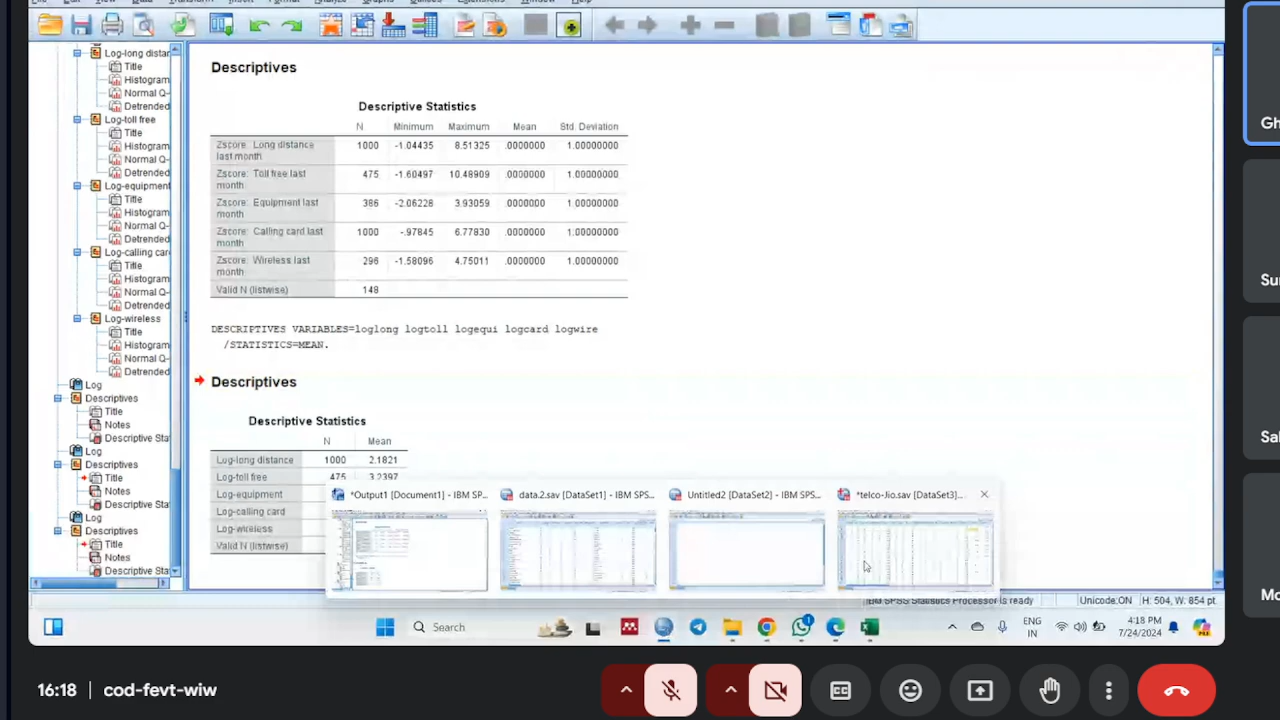 Log-long distar
Title
Histogram
Normal Q-
Detrended
Log-toll free
Title
Histogram
Normal Q-
Detrended
Log-equipment
Title
Histogram
Normal Q-
Detrended
Log-calling car
Title
Histogram
Normal Q-
Detrended
Log-wireless
Title
Histogram
Normal Q-
Detrended
Log
Descriptives
Title
Notes
Descriptive Sta
Log
Descriptives
Title
Notes
Descriptive Sta
Log
Descriptives
Title
Notes
Descriptive Sta
Descriptives
Descriptive Statistics
N Minimum Maximum Mean Std. Deviation
Zscore: Long distance last month 1000 -1.04435 8.51325 .0000000 1.00000000
Zscore: Toll free last month 475 -1.60497 10.48909 .0000000 1.00000000
Zscore: Equipment last month 386 -2.06228 3.93059 .0000000 1.00000000
Zscore: Calling card last month 1000 -.97845 6.77830 .0000000 1.00000000
Zscore: Wireless last month 296 -1.58096 4.75011 .0000000 1.00000000
Valid N (listwise) 148
DESCRIPTIVES VARIABLES=loglong logtoll logequi logcard logwire
/STATISTICS=MEAN.
Descriptives
Descriptive Statistics
N Mean
Log-long distance 1000 2.1821
Log-toll free 475 3.2397
Log-equipment
Log-calling card
Log-wireless
Valid N (listwise)
*Output1 [Document1] - IBM SP...
data.2.sav [DataSet1] - IBM SPS...
Untitled2 [DataSet2] - IBM SPS...
*telco-Jio.sav [DataSet3]...
IBM SPSS Statistics Processor is ready Unicode:ON H: 504, W: 854 pt.
Search
ENG
IN
4:18 PM
7/24/2024
Gh
Su
Sal
Mo
16:18 | cod-fevt-wiw